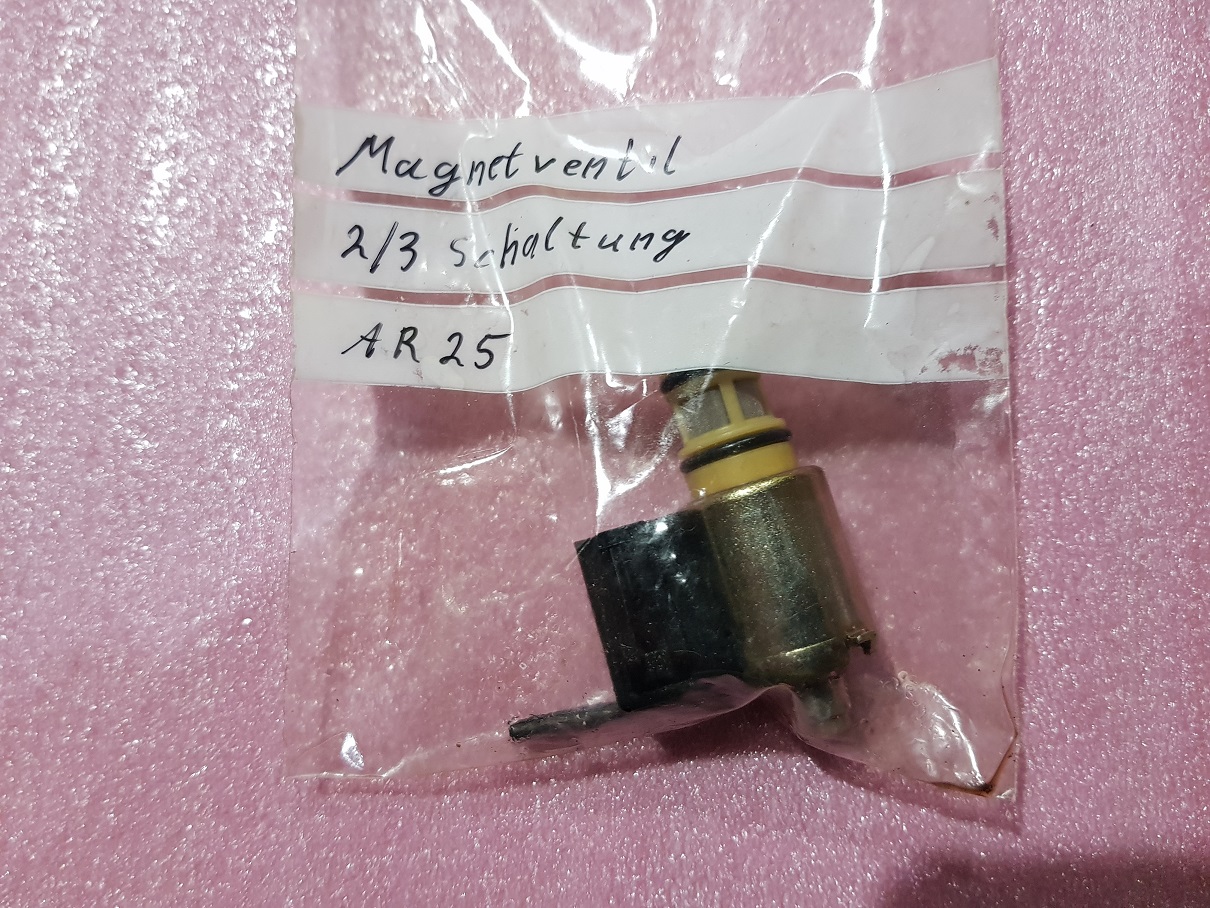 Magnetventil
2/3 Schaltung
AR 25